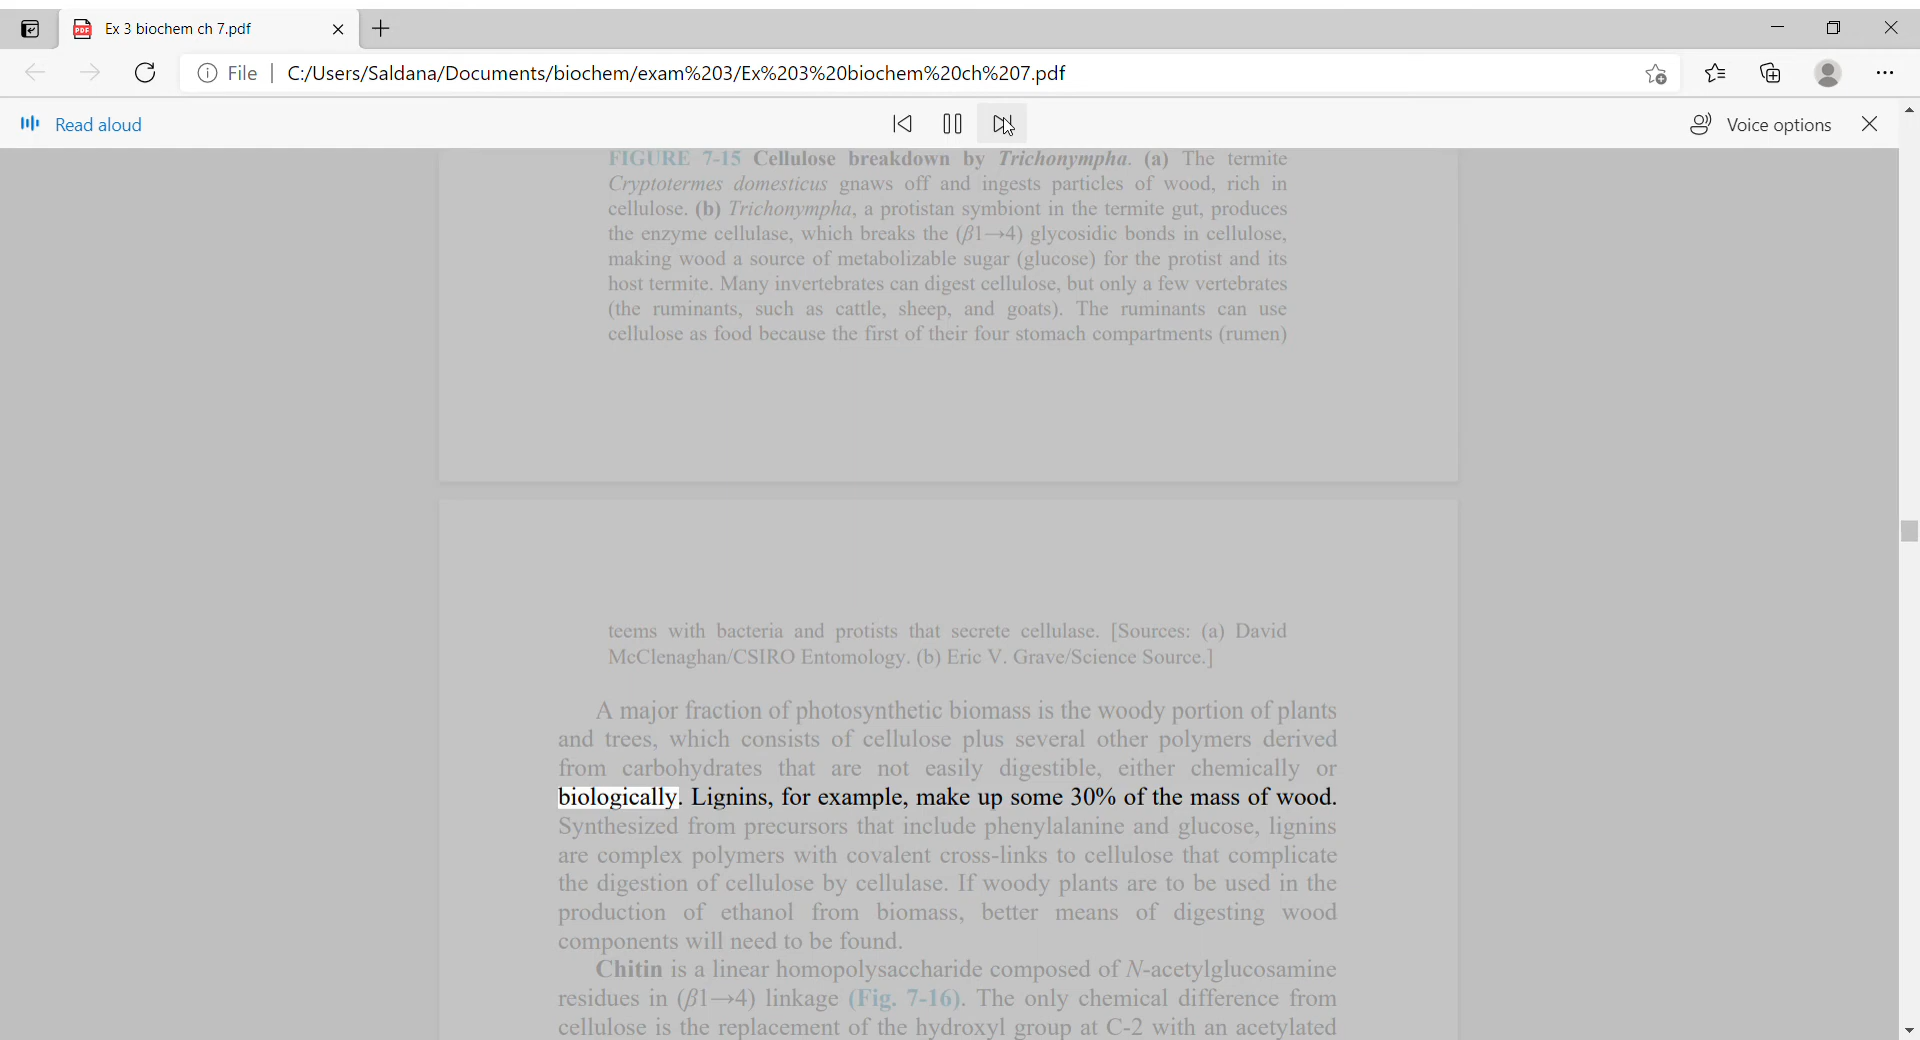 Ex 3 biochem ch 7.pdf
File
C:/Users/Saldana/Documents/biochem/exam%203/Ex%203%20biochem%20ch%207.pdf
Read aloud
Voice options
FIGURE 7-15 Cellulose breakdown by Trichonympha. (a) The termite
Cryptotermes domesticus gnaws off and ingests particles of wood, rich in
cellulose. (b) Trichonympha, a protistan symbiont in the termite gut, produces
the enzyme cellulase, which breaks the (β1→4) glycosidic bonds in cellulose,
making wood a source of metabolizable sugar (glucose) for the protist and its
host termite. Many invertebrates can digest cellulose, but only a few vertebrates
(the ruminants, such as cattle, sheep, and goats). The ruminants can use
cellulose as food because the first of their four stomach compartments (rumen)
teems with bacteria and protists that secrete cellulase. [Sources: (a) David
McClenaghan/CSIRO Entomology. (b) Eric V. Grave/Science Source.]
A major fraction of photosynthetic biomass is the woody portion of plants
and trees, which consists of cellulose plus several other polymers derived
from carbohydrates that are not easily digestible, either chemically or
biologically. Lignins, for example, make up some 30% of the mass of wood.
Synthesized from precursors that include phenylalanine and glucose, lignins
are complex polymers with covalent cross-links to cellulose that complicate
the digestion of cellulose by cellulase. If woody plants are to be used in the
production of ethanol from biomass, better means of digesting wood
components will need to be found.
Chitin is a linear homopolysaccharide composed of N-acetylglucosamine
residues in (β1→4) linkage (Fig. 7-16). The only chemical difference from
cellulose is the replacement of the hydroxyl group at C-2 with an acetylated